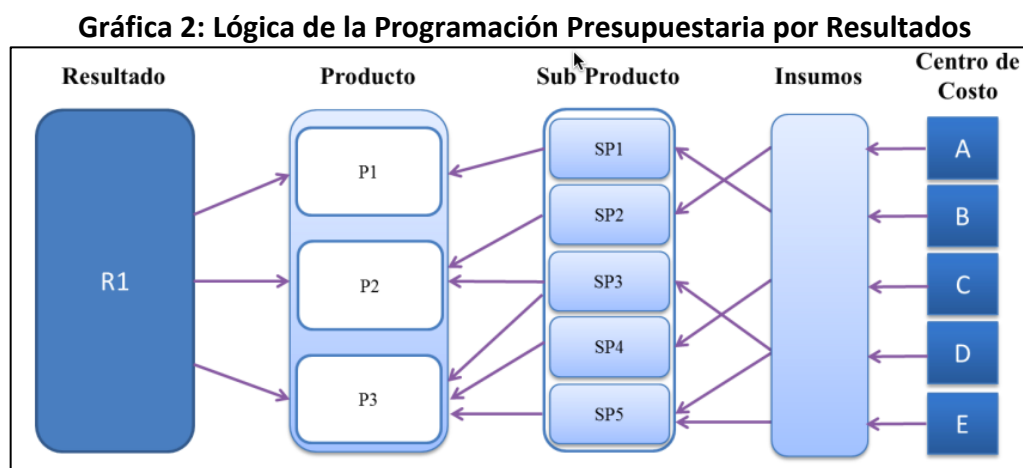 Gráfica 2: Lógica de la Programación Presupuestaria por Resultados
Resultado
Producto
Sub Producto
Insumos
Centro de
Costo
R1
P1
P2
P3
SP1
SP2
SP3
SP4
SP5
A
B
C
D
E